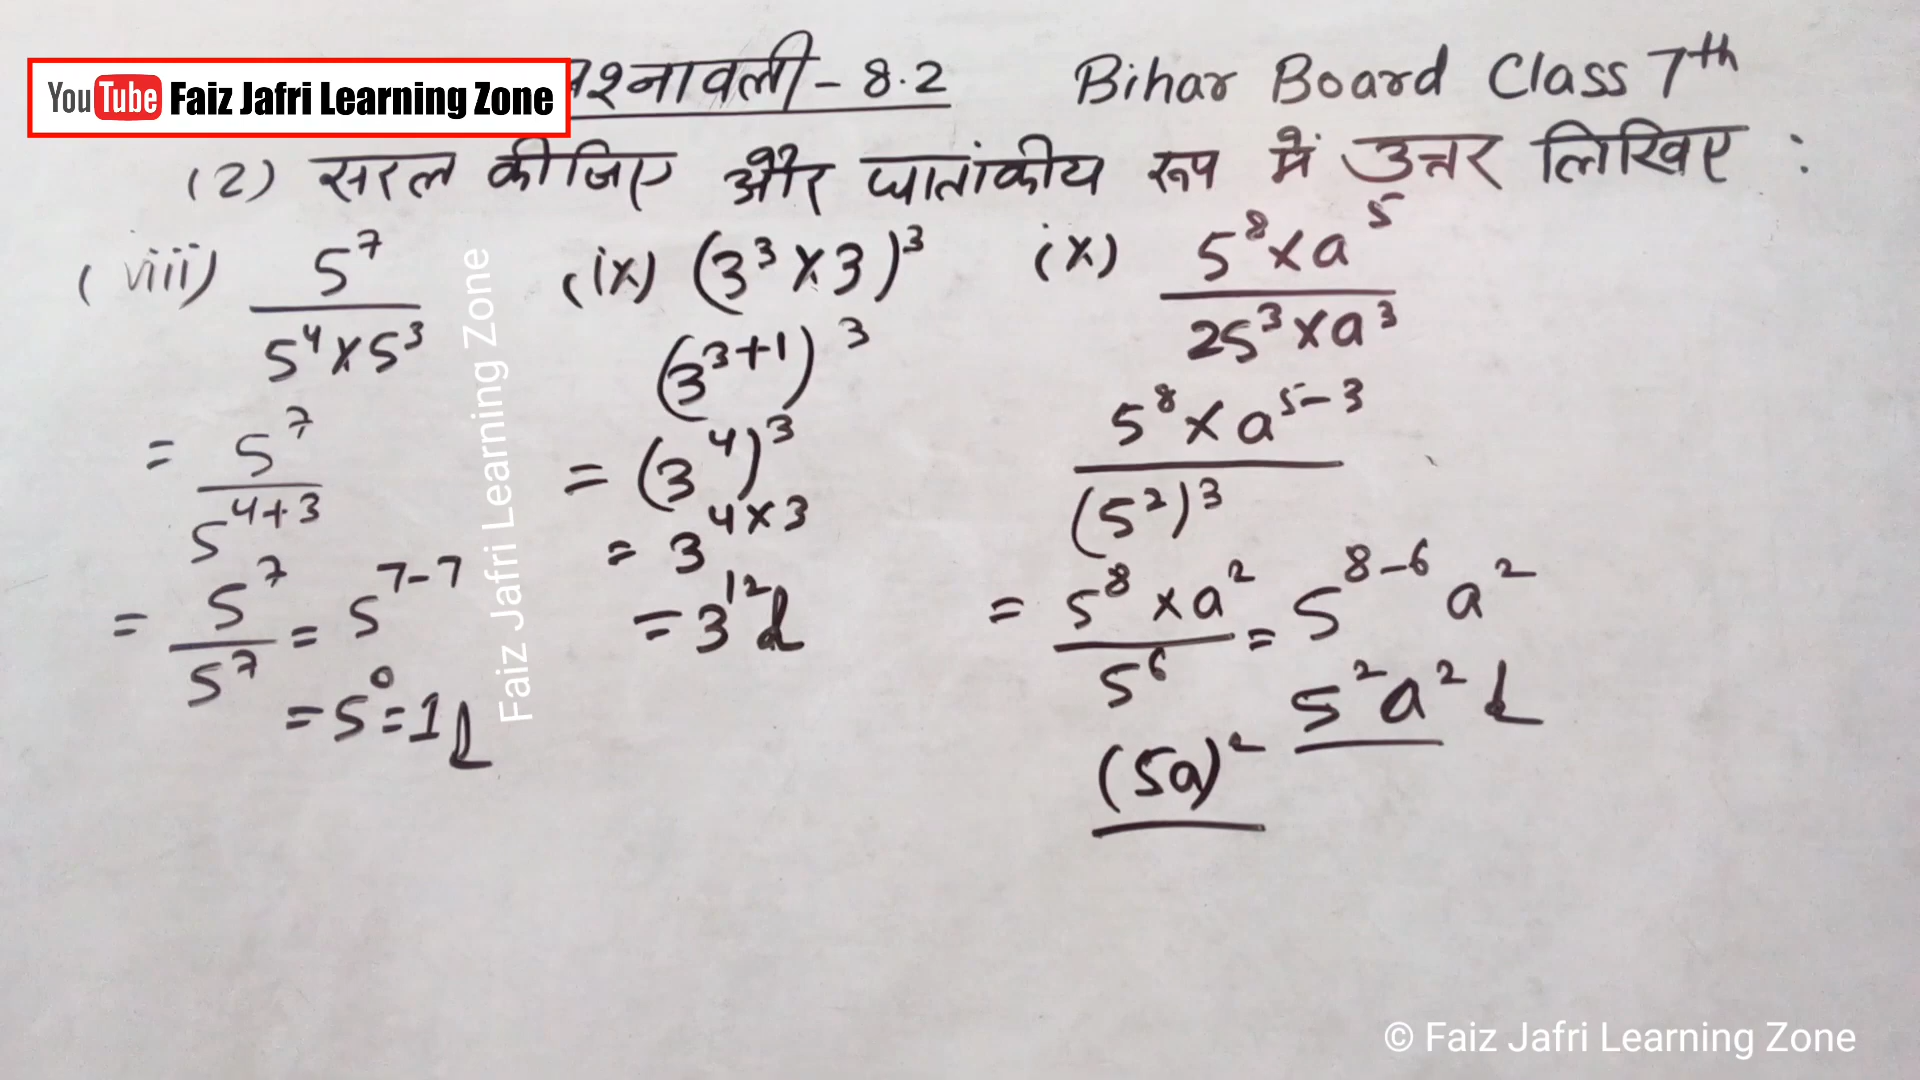 YouTube Faiz Jafri Learning Zone
प्रश्नावली - 8.2 Bihar Board Class 7th
(2) सरल कीजिए और घातांकीय रूप में उत्तर लिखिए :
(viii) 5^7 / (5^4 × 5^3)
= 5^7 / 5^(4+3)
= 5^7 / 5^7 = 5^(7-7)
= 5^0 = 1
(ix) (3^3 × 3)^3
(3^(3+1))^3
= (3^4)^3
= 3^(4×3)
= 3^12
(x) (5^8 × a^5) / (25^3 × a^3)
(5^8 × a^(5-3)) / (5^2)^3
= (5^8 × a^2) / 5^6 = 5^(8-6) a^2
5^2 a^2
(5a)^2
Faiz Jafri Learning Zone
© Faiz Jafri Learning Zone